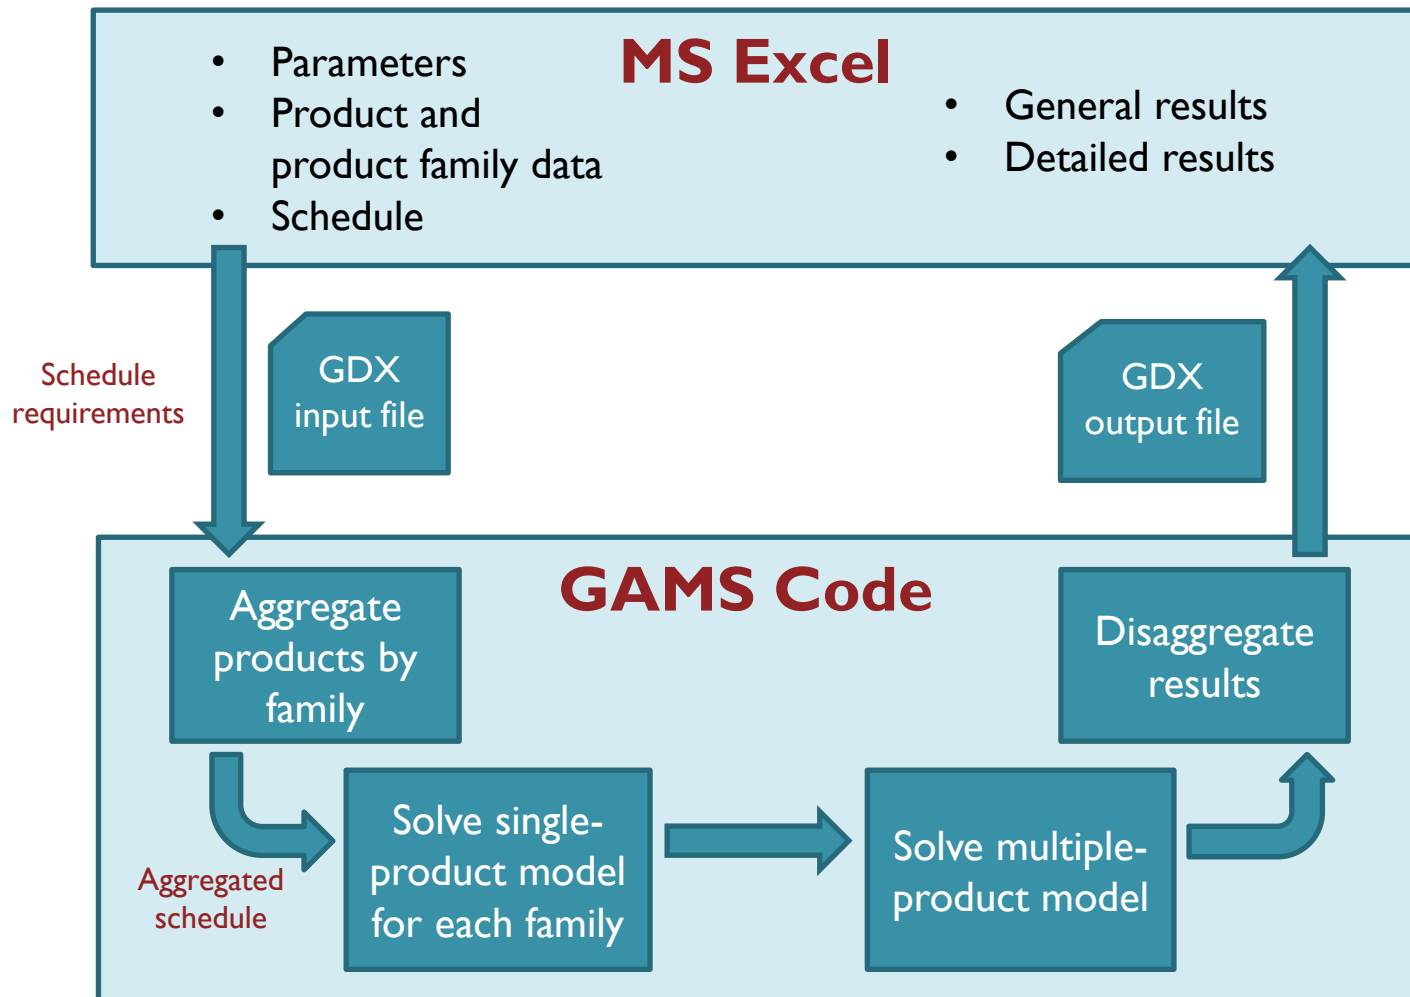 MS Excel
• Parameters
• Product and
product family data
• Schedule
• General results
• Detailed results
Schedule
requirements
GDX
input file
GDX
output file
GAMS Code
Aggregate
products by
family
Disaggregate
results
Aggregated
schedule
Solve single-
product model
for each family
Solve multiple-
product model